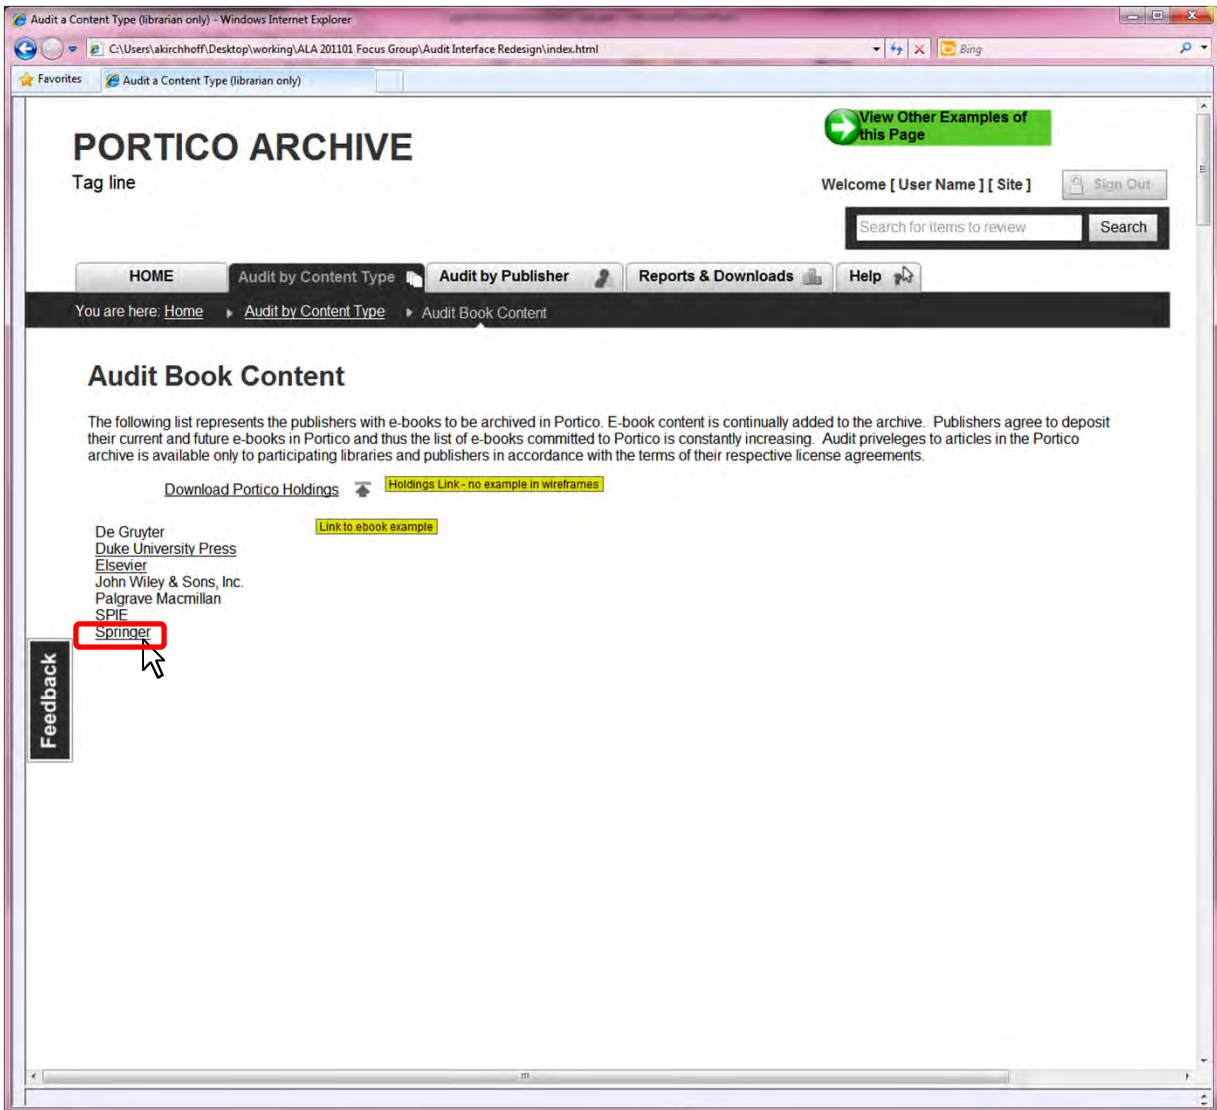 Audit a Content Type (librarian only) - Windows Internet Explorer
C:\Users\akirchhoff\Desktop\working\ALA 201101 Focus Group\Audit Interface Redesign\index.html
Bing
Favorites
Audit a Content Type (librarian only)
View Other Examples of
this Page
PORTICO ARCHIVE
Tag line
Welcome [ User Name ] [ Site ]
Sign Out
Search for items to review
Search
HOME
Audit by Content Type
Audit by Publisher
Reports & Downloads
Help
You are here: Home
Audit by Content Type
Audit Book Content
Audit Book Content
The following list represents the publishers with e-books to be archived in Portico. E-book content is continually added to the archive. Publishers agree to deposit
their current and future e-books in Portico and thus the list of e-books committed to Portico is constantly increasing. Audit priveleges to articles in the Portico
archive is available only to participating libraries and publishers in accordance with the terms of their respective license agreements.
Download Portico Holdings
Holdings Link - no example in wireframes
Link to ebook example
De Gruyter
Duke University Press
Elsevier
John Wiley & Sons, Inc.
Palgrave Macmillan
SPIE
Springer
Feedback